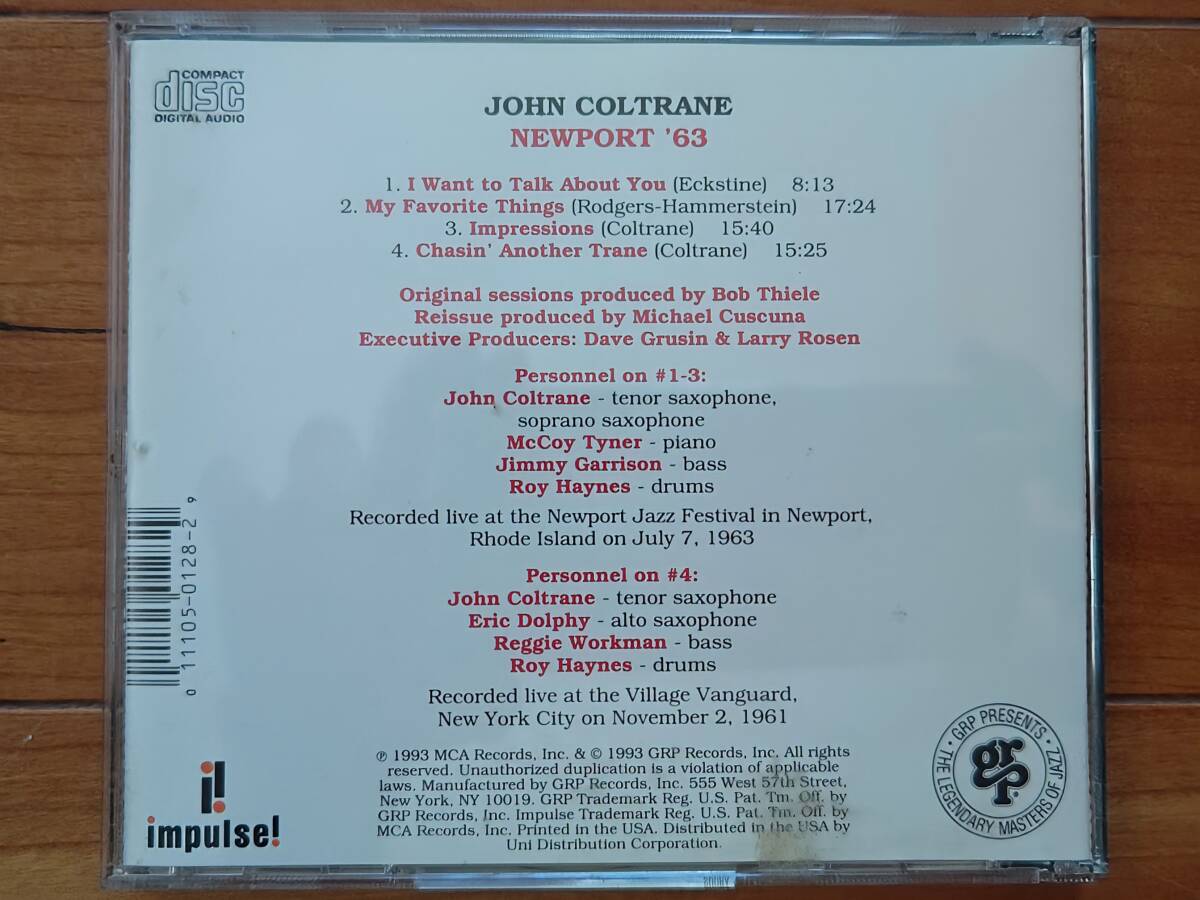 COMPACT
disc
DIGITAL AUDIO
JOHN COLTRANE
NEWPORT '63
1. I Want to Talk About You (Eckstine) 8:13
2. My Favorite Things (Rodgers-Hammerstein) 17:24
3. Impressions (Coltrane) 15:40
4. Chasin' Another Trane (Coltrane) 15:25
Original sessions produced by Bob Thiele
Reissue produced by Michael Cuscuna
Executive Producers: Dave Grusin & Larry Rosen
Personnel on #1-3:
John Coltrane - tenor saxophone,
soprano saxophone
McCoy Tyner - piano
Jimmy Garrison - bass
Roy Haynes - drums
Recorded live at the Newport Jazz Festival in Newport,
Rhode Island on July 7, 1963
Personnel on #4:
John Coltrane - tenor saxophone
Eric Dolphy - alto saxophone
Reggie Workman - bass
Roy Haynes - drums
Recorded live at the Village Vanguard,
New York City on November 2, 1961
℗ 1993 MCA Records, Inc. & © 1993 GRP Records, Inc. All rights
reserved. Unauthorized duplication is a violation of applicable
laws. Manufactured by GRP Records, Inc. 555 West 57th Street,
New York, NY 10019. GRP Trademark Reg. U.S. Pat. Tm. Off. by
GRP Records, Inc. Impulse Trademark Reg. U.S. Pat. Tm. Off. by
MCA Records, Inc. Printed in the USA. Distributed in the USA by
Uni Distribution Corporation.
0 11105-0128-2 9
impulse!
GRP PRESENTS
THE LEGENDARY MASTERS OF JAZZ
grp